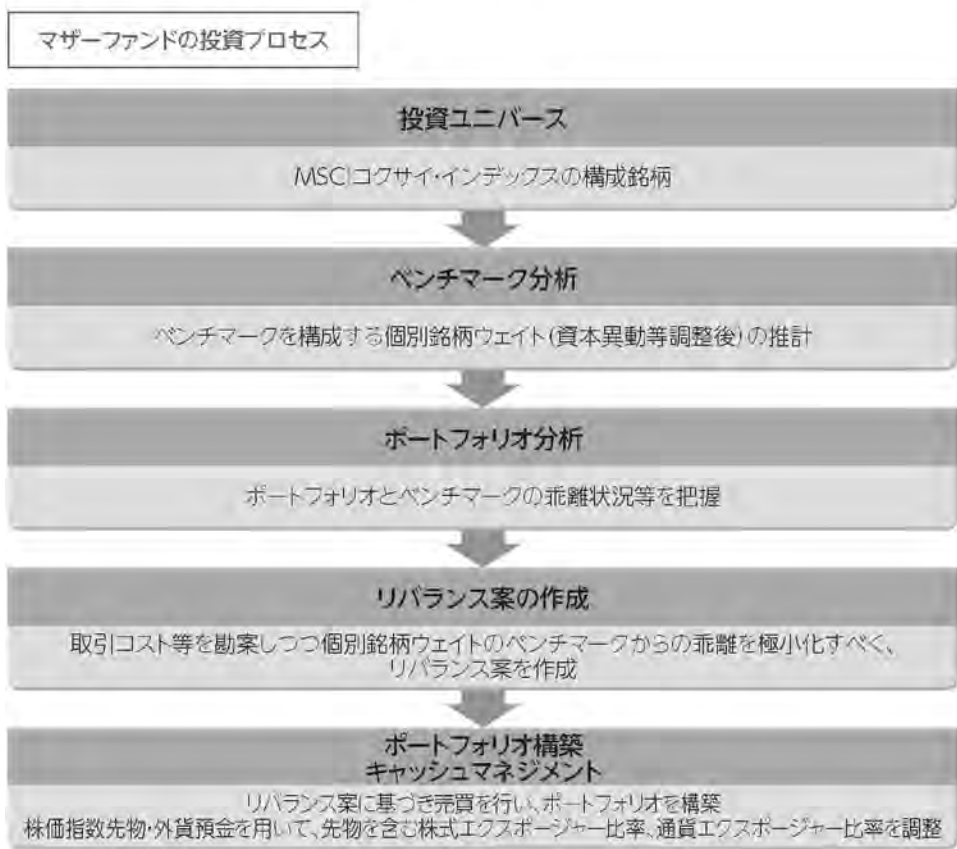 マザーファンドの投資プロセス
投資ユニバース
MSCIコクサイ・インデックスの構成銘柄
ベンチマーク分析
ベンチマークを構成する個別銘柄ウェイト(資本異動等調整後)の推計
ポートフォリオ分析
ポートフォリオとベンチマークの乖離状況等を把握
リバランス案の作成
取引コスト等を勘案しつつ個別銘柄ウェイトのベンチマークからの乖離を極小化すべく、
リバランス案を作成
ポートフォリオ構築
キャッシュマネジメント
リバランス案に基づき売買を行い、ポートフォリオを構築
株価指数先物・外貨預金を用いて、先物を含む株式エクスポージャー比率、通貨エクスポージャー比率を調整